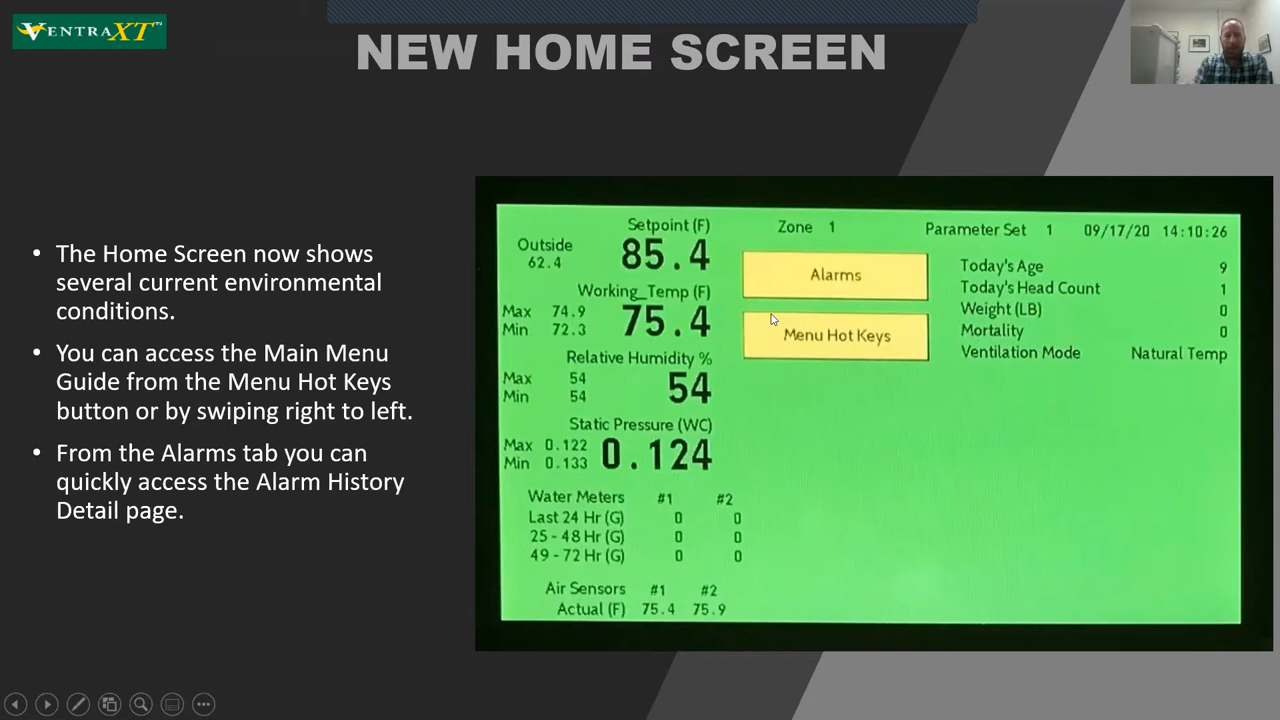 VENTRAXT™
NEW HOME SCREEN
• The Home Screen now shows
several current environmental
conditions.
• You can access the Main Menu
Guide from the Menu Hot Keys
button or by swiping right to left.
• From the Alarms tab you can
quickly access the Alarm History
Detail page.
Setpoint (F) Zone 1 Parameter Set 1 09/17/20 14:10:26
Outside
62.4 85.4
Working_Temp (F)
Max 74.9
Min 72.3 75.4
Relative Humidity %
Max 54
Min 54 54
Static Pressure (WC)
Max 0.122
Min 0.133 0.124
Water Meters #1 #2
Last 24 Hr (G) 0 0
25 - 48 Hr (G) 0 0
49 - 72 Hr (G) 0 0
Air Sensors #1 #2
Actual (F) 75.4 75.9
Alarms
Menu Hot Keys
Today's Age 9
Today's Head Count 1
Weight (LB) 0
Mortality 0
Ventilation Mode Natural Temp